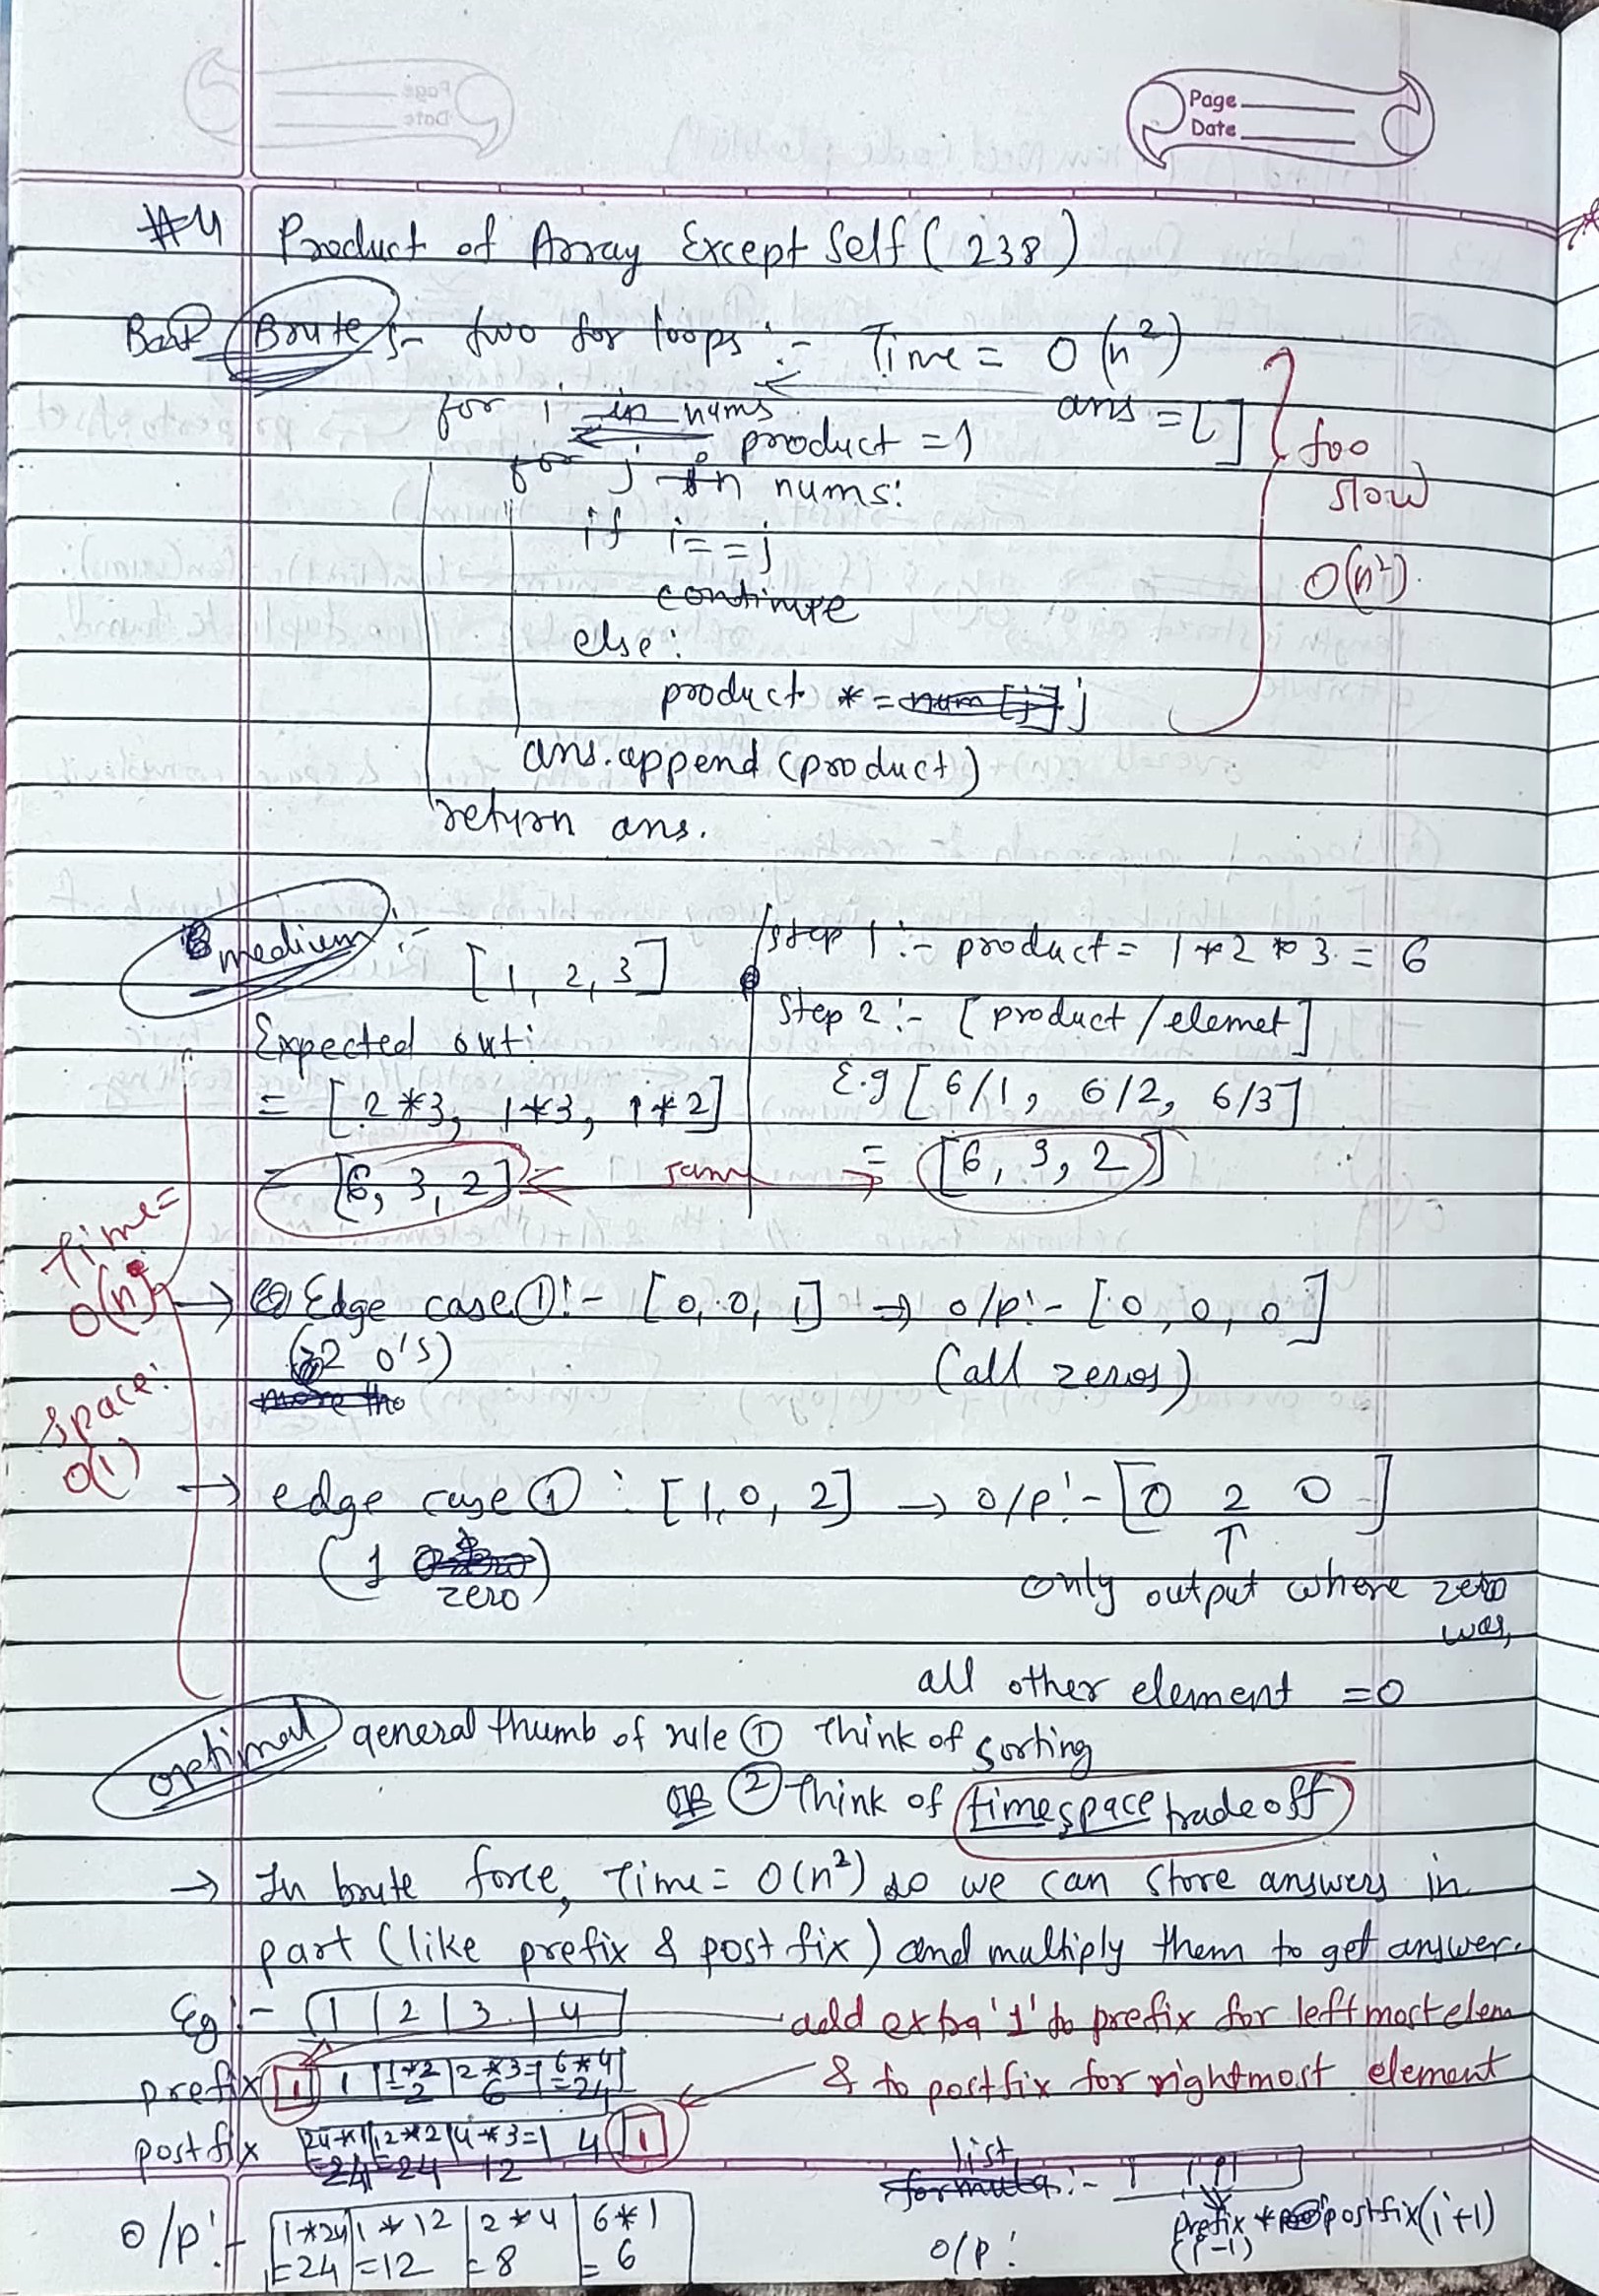 Page
Date
#4 Product of Array Except Self (238)
Brute :- two for loops :- Time = O(n²)
for i in nums ans = []
product = 1
for j in nums:
too
slow
if i==j
O(n²).
continue
else:
product *= j
ans.append(product)
return ans.
medium :- [1, 2, 3]
Step 1 :- product = 1*2*3 = 6
Step 2 :- [product/elemet]
Expected out:
E.g [6/1, 6/2, 6/3]
= [2*3, 1*3, 1*2]
= [6, 3, 2] same = [6, 3, 2]
Time =
O(n)
→ Edge case ① :- [0, 0, 1] → o/p :- [0, 0, 0]
(2 0's) (all zeros)
space:
O(1)
→ edge case ① : [1, 0, 2] → o/p :- [0 2 0]
(1 zero) ↑
only output where zero
was,
all other element = 0
optimal general thumb of rule ① Think of sorting
OR ② Think of time space tradeoff
→ In brute force, Time = O(n²) so we can store answers in
part (like prefix & post fix) and multiply them to get answer.
Eg :- 1 | 2 | 3 | 4 add extra '1' to prefix for leftmost elem
prefix 1 | 1 | 1*2 =2 | 2*3= 6 | 6*4 =24 & to postfix for rightmost element
postfix 24*1 =24 | 12*2 =24 | 4*3= 12 | 4 | 1
list :-
o/p :- 1*24 =24 | 1*12 =12 | 2*4 =8 | 6*1 =6
o/p : prefix (i-1) * postfix(i+1)